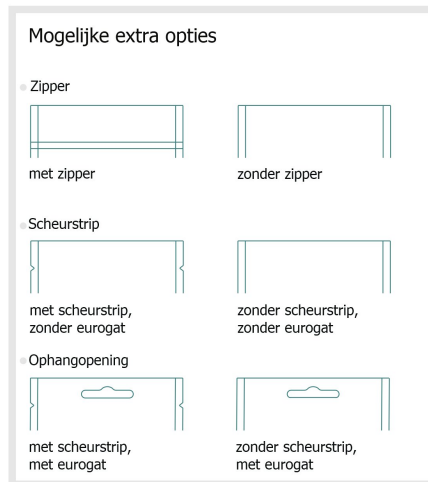 Mogelijke extra opties
Zipper
met zipper
zonder zipper
Scheurstrip
met scheurstrip,
zonder eurogat
zonder scheurstrip,
zonder eurogat
Ophangopening
met scheurstrip,
met eurogat
zonder scheurstrip,
met eurogat